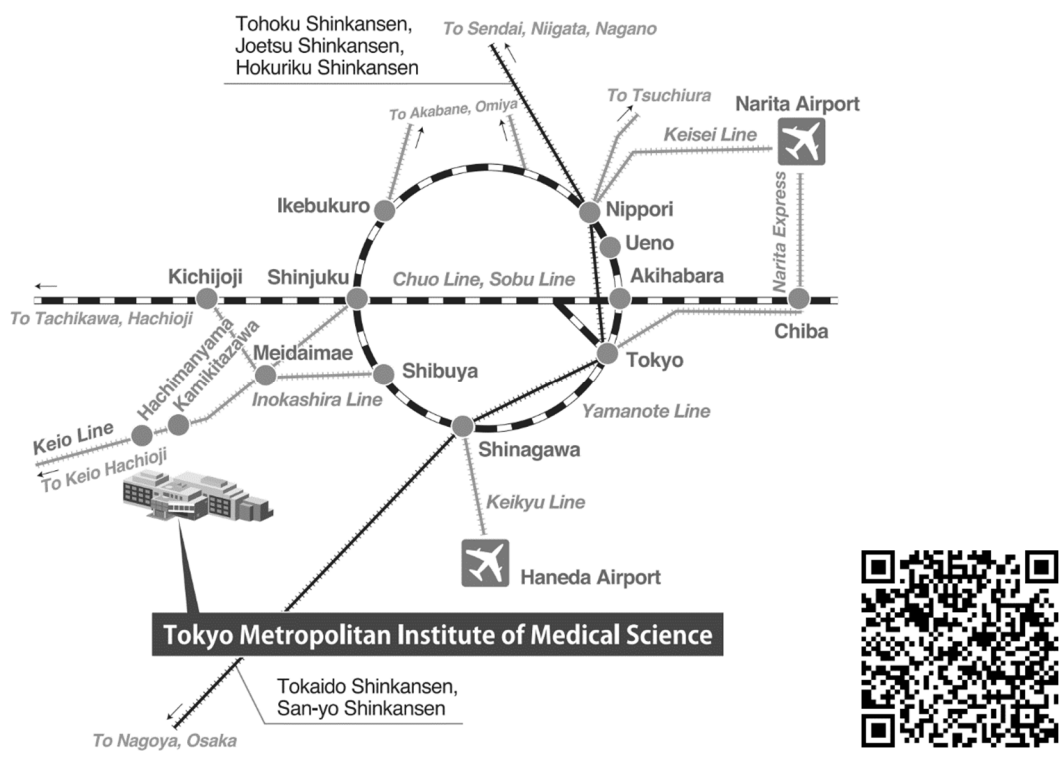 Tohoku Shinkansen,
Joetsu Shinkansen,
Hokuriku Shinkansen
To Sendai, Niigata, Nagano
To Akabane, Omiya
To Tsuchiura
Narita Airport
Keisei Line
Ikebukuro
Nippori
Ueno
Narita Express
Kichijoji
Shinjuku
Chuo Line, Sobu Line
Akihabara
To Tachikawa, Hachioji
Chiba
Hachimanyama
Kamikitazawa
Meidaimae
Shibuya
Tokyo
Inokashira Line
Yamanote Line
Keio Line
To Keio Hachioji
Shinagawa
Keikyu Line
Haneda Airport
Tokyo Metropolitan Institute of Medical Science
Tokaido Shinkansen,
San-yo Shinkansen
To Nagoya, Osaka